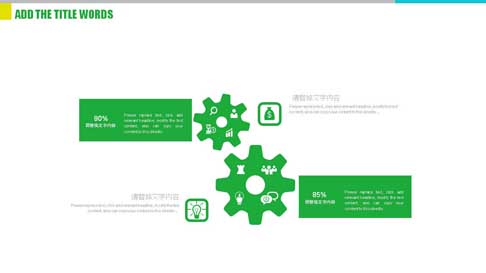 ADD THE TITLE WORDS
90%
请替换文字内容
Please replace text, click add
relevant headline, modify the text
content, also can copy your
content to this directly.
请替换文字内容
Please replace text, click add relevant headline, modify the text
content, also can copy your content to this directly.
请替换文字内容
Please replace text, click add relevant headline, modify the text
content, also can copy your content to this directly.
85%
请替换文字内容
Please replace text, click add
relevant headline, modify the text
content, also can copy your
content to this directly.